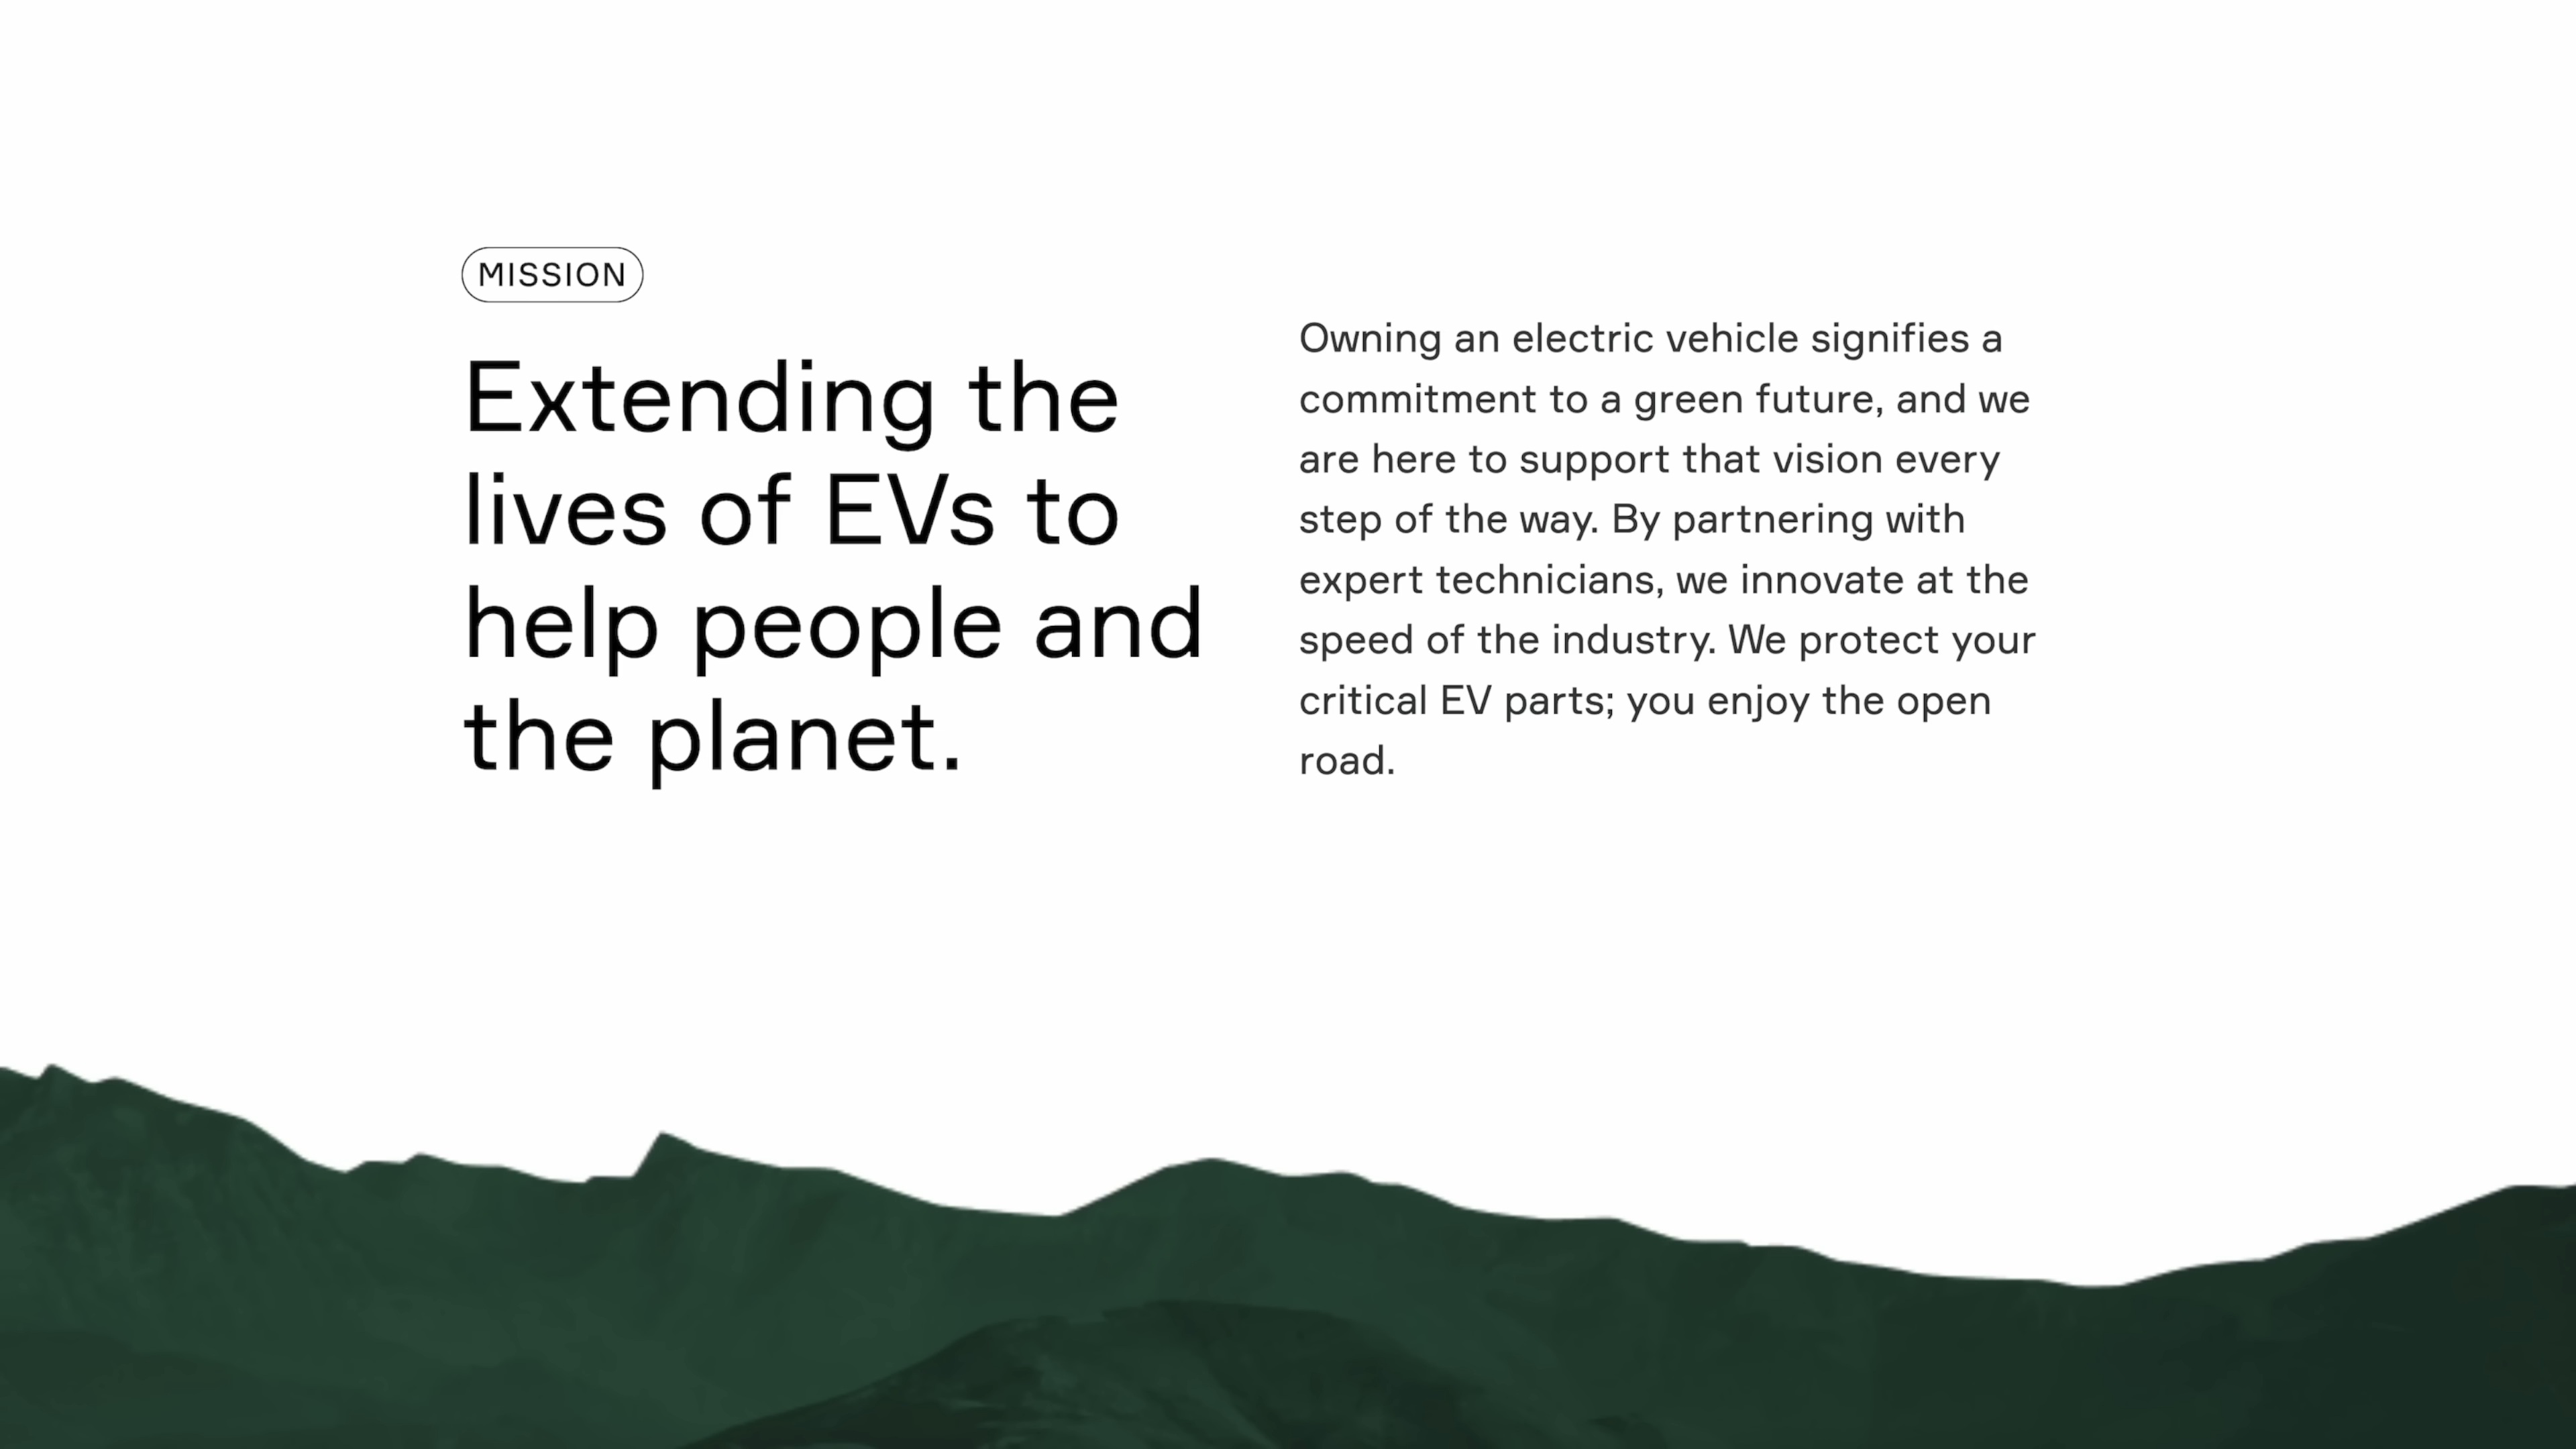 MISSION
Extending the
lives of EVs to
help people and
the planet.
Owning an electric vehicle signifies a
commitment to a green future, and we
are here to support that vision every
step of the way. By partnering with
expert technicians, we innovate at the
speed of the industry. We protect your
critical EV parts; you enjoy the open
road.